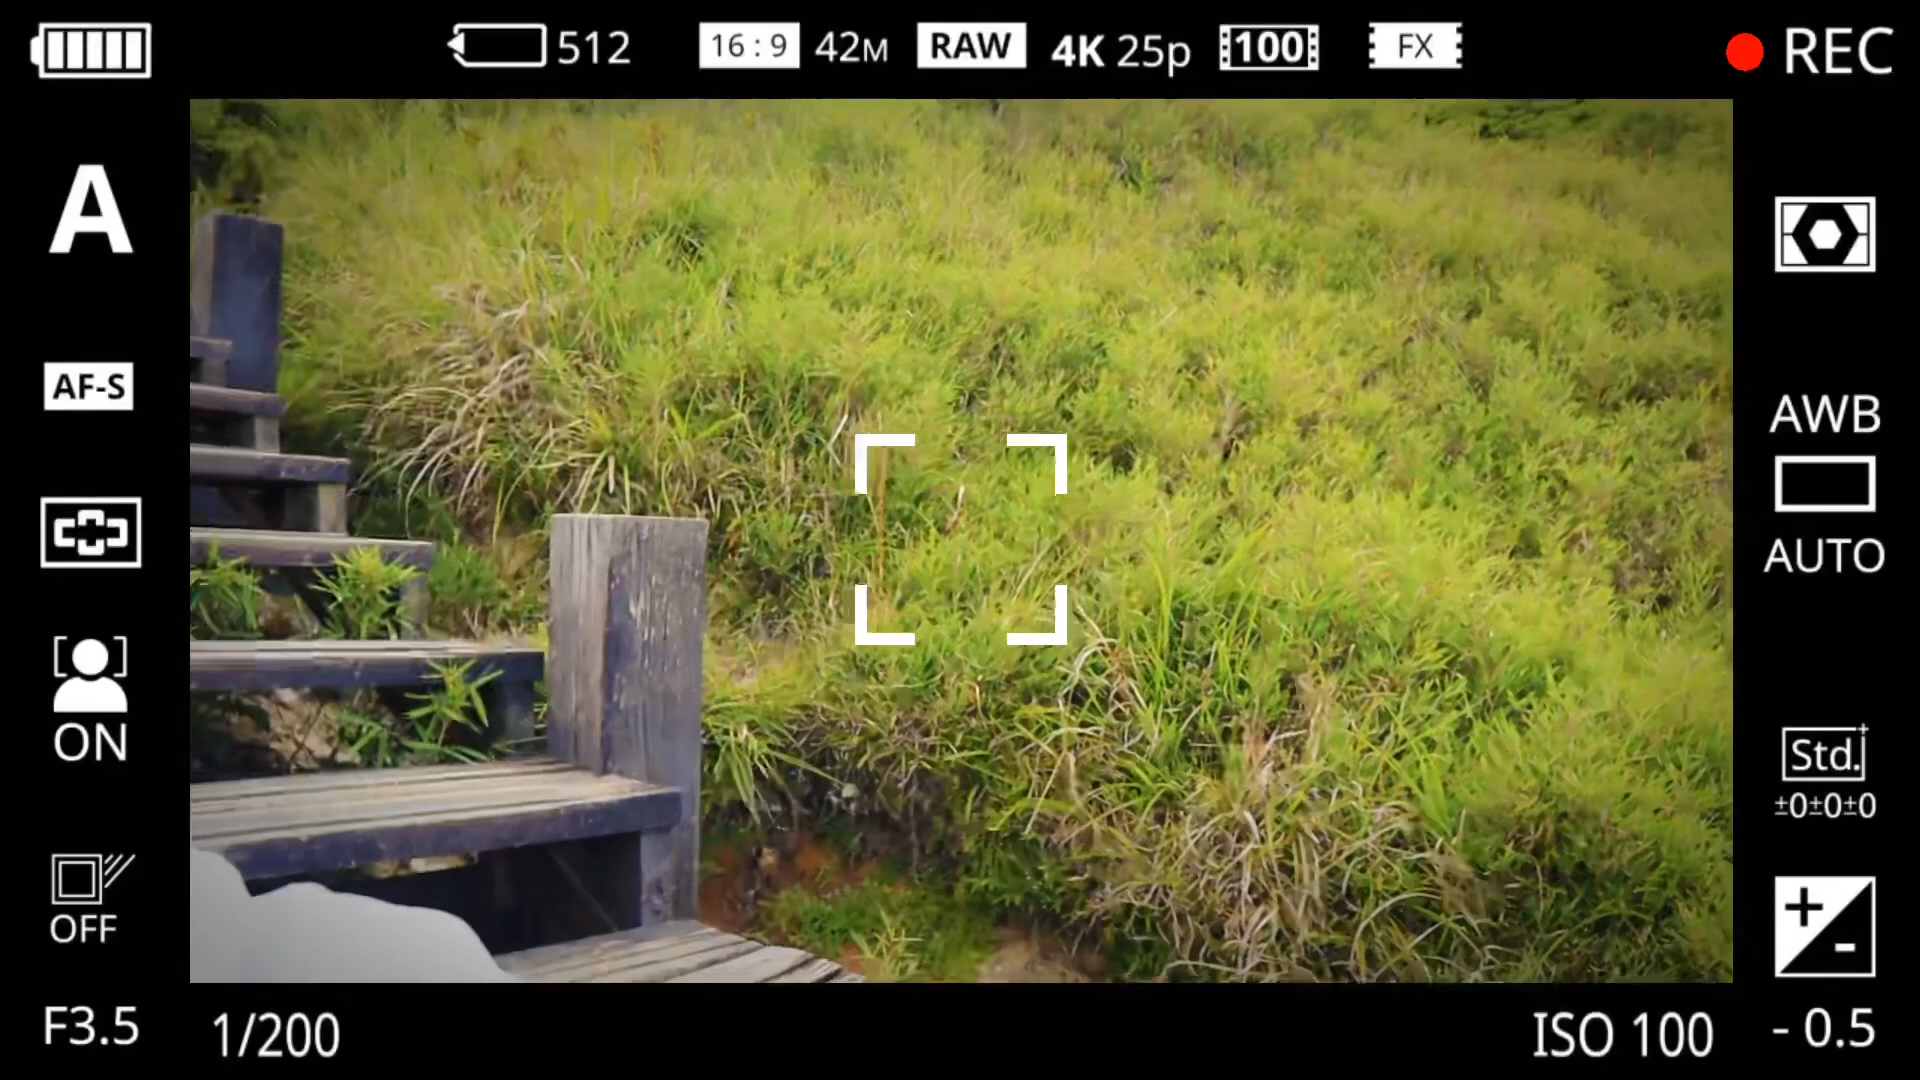 512 16 : 9 42M RAW 4K 25p 100 FX REC
A
AF-S
ON
OFF
F3.5
1/200
AWB
AUTO
Std.+
±0±0±0
+ -
ISO 100
- 0.5